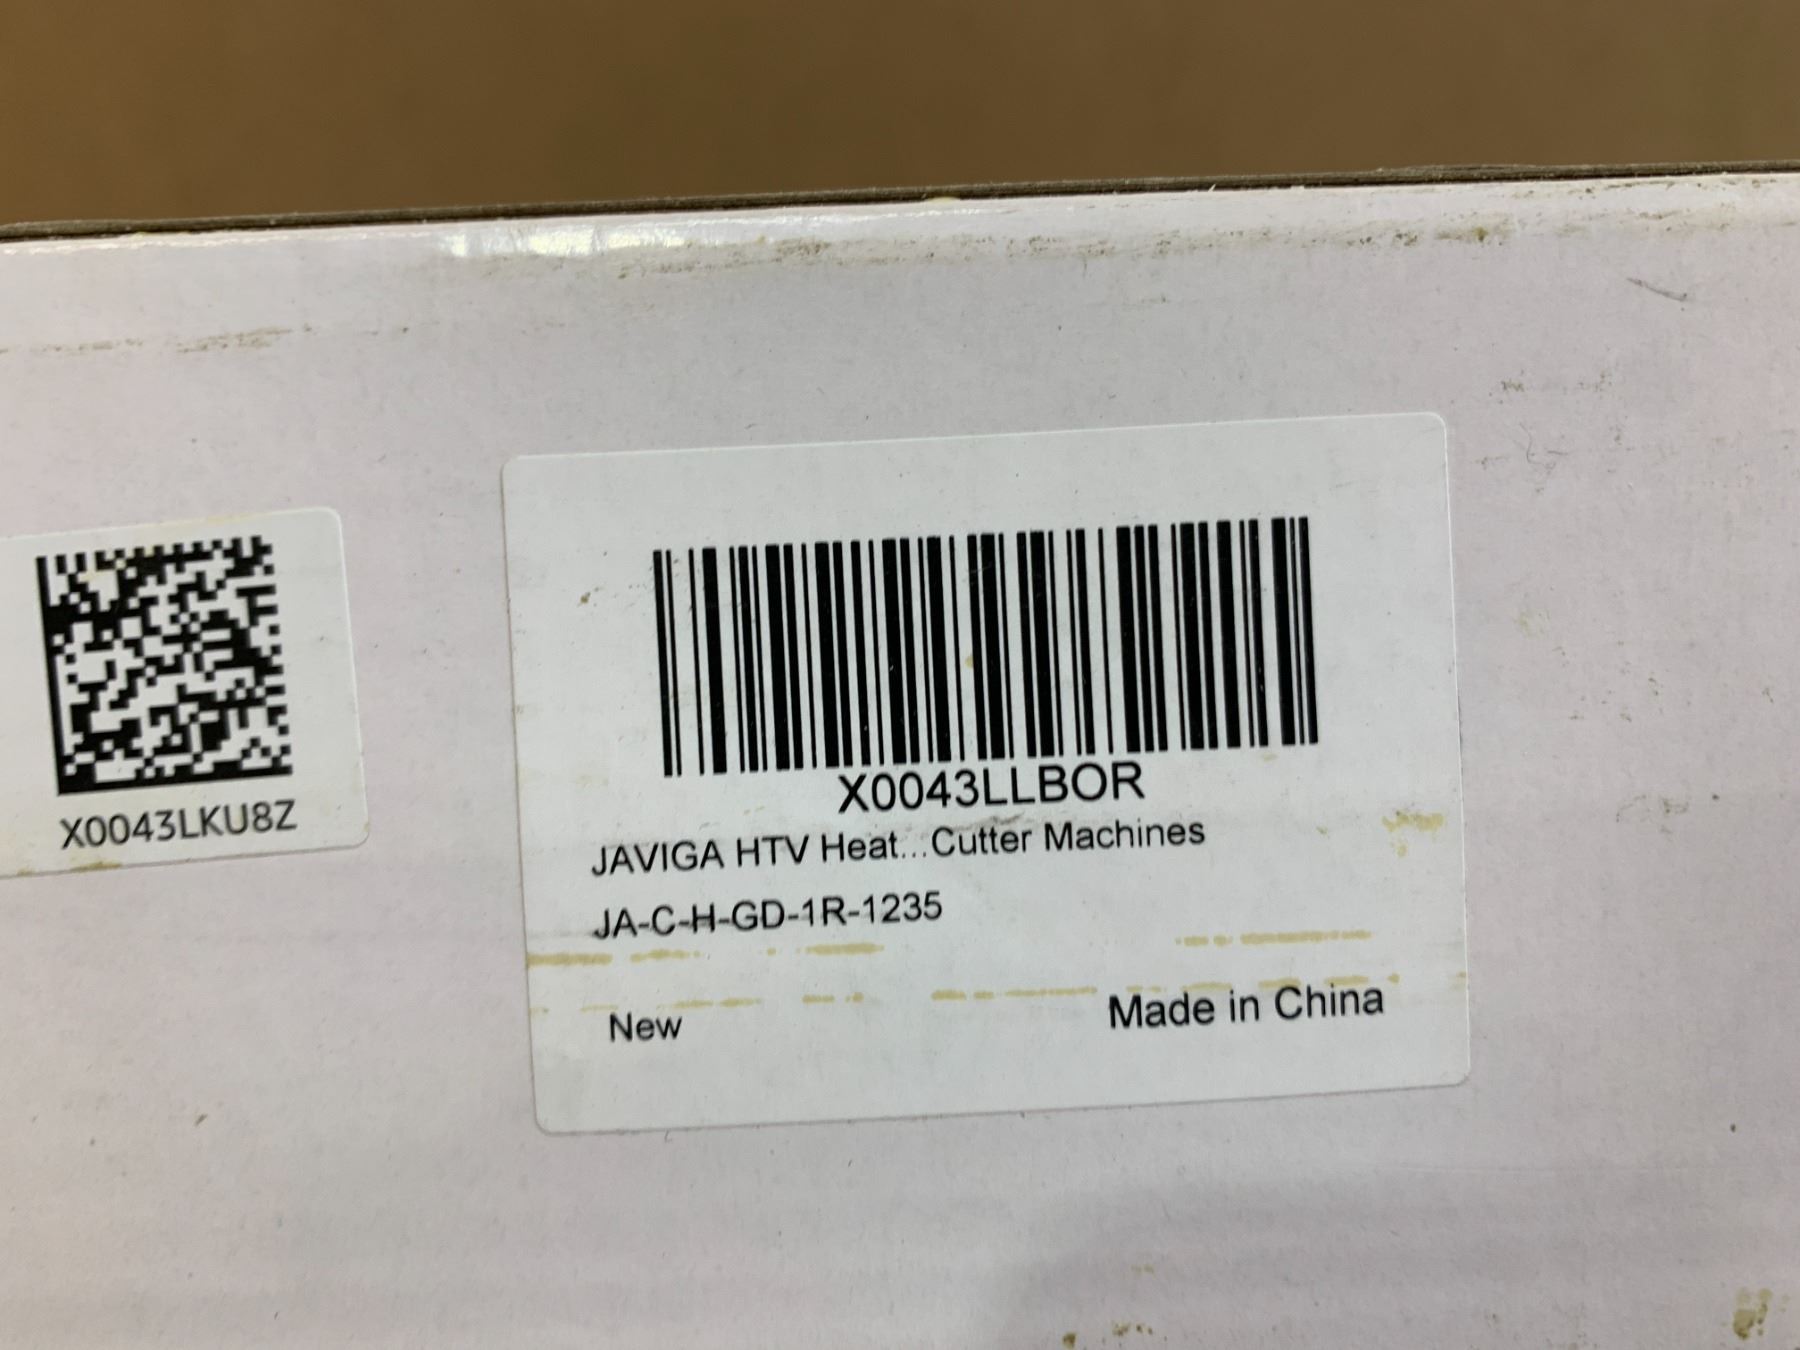 X0043LKU8Z
X0043LLBOR
JAVIGA HTV Heat...Cutter Machines
JA-C-H-GD-1R-1235
New
Made in China